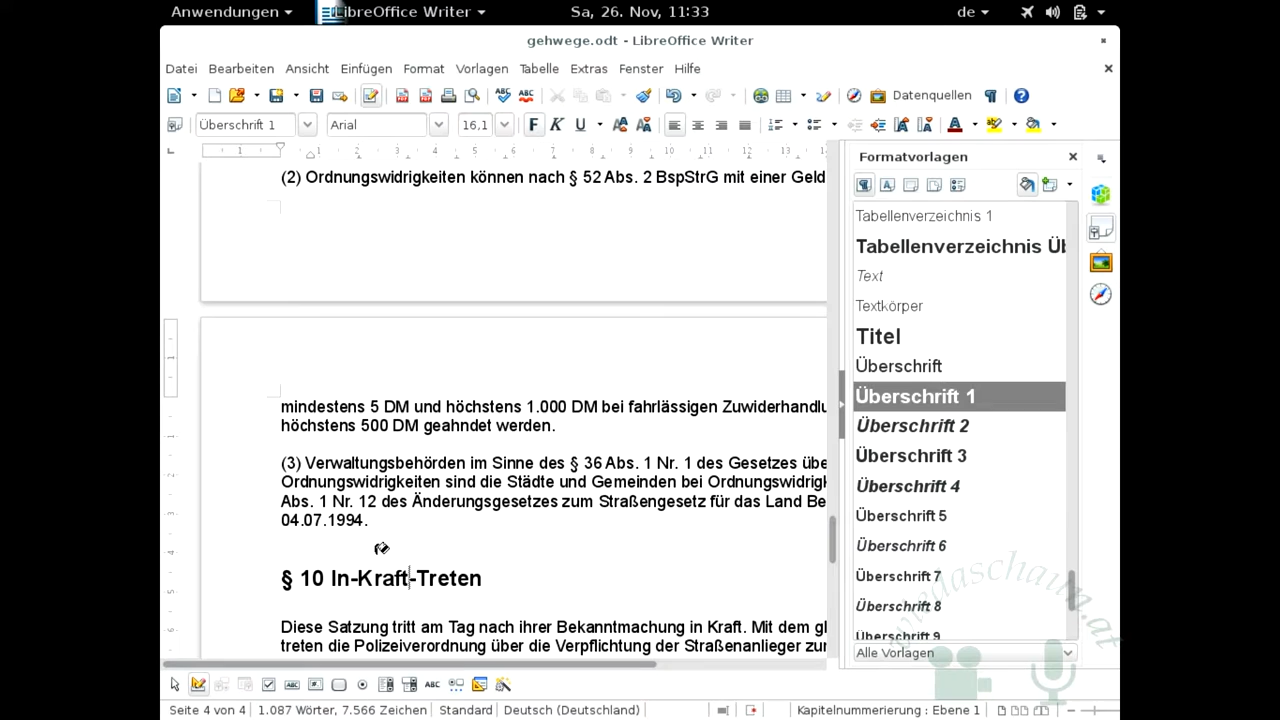 Anwendungen LibreOffice Writer Sa, 26. Nov, 11:33 de
gehwege.odt - LibreOffice Writer
Datei Bearbeiten Ansicht Einfügen Format Vorlagen Tabelle Extras Fenster Hilfe
Datenquellen
Überschrift 1 Arial 16,1
Formatvorlagen
(2) Ordnungswidrigkeiten können nach § 52 Abs. 2 BspStrG mit einer Geld
mindestens 5 DM und höchstens 1.000 DM bei fahrlässigen Zuwiderhandlu
höchstens 500 DM geahndet werden.
(3) Verwaltungsbehörden im Sinne des § 36 Abs. 1 Nr. 1 des Gesetzes übe
Ordnungswidrigkeiten sind die Städte und Gemeinden bei Ordnungswidrigk
Abs. 1 Nr. 12 des Änderungsgesetzes zum Straßengesetz für das Land Be
04.07.1994.
§ 10 In-Kraft-Treten
Diese Satzung tritt am Tag nach ihrer Bekanntmachung in Kraft. Mit dem gl
treten die Polizeiverordnung über die Verpflichtung der Straßenanlieger zur
Tabellenverzeichnis 1
Tabellenverzeichnis Üb
Text
Textkörper
Titel
Überschrift
Überschrift 1
Überschrift 2
Überschrift 3
Überschrift 4
Überschrift 5
Überschrift 6
Überschrift 7
Überschrift 8
Überschrift 9
Alle Vorlagen
wiedaschaun.at
Seite 4 von 4 1.087 Wörter, 7.566 Zeichen Standard Deutsch (Deutschland) Kapitelnummerierung : Ebene 1